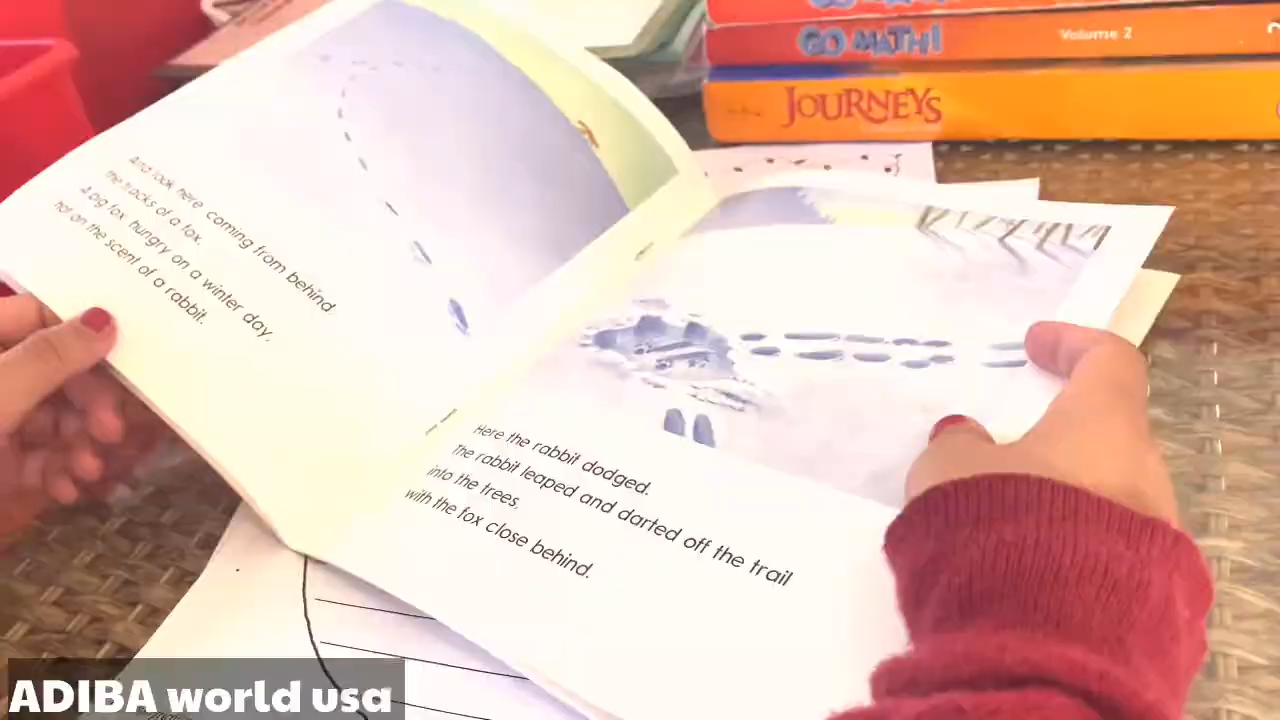 GO MATH!
GO MATH!
Volume 2
JOURNEYS
And look here coming from behind
the tracks of a fox.
A big fox hungry on a winter day,
hot on the scent of a rabbit.
Here the rabbit dodged.
The rabbit leaped and darted off the trail
into the trees,
with the fox close behind.
ADIBA world usa